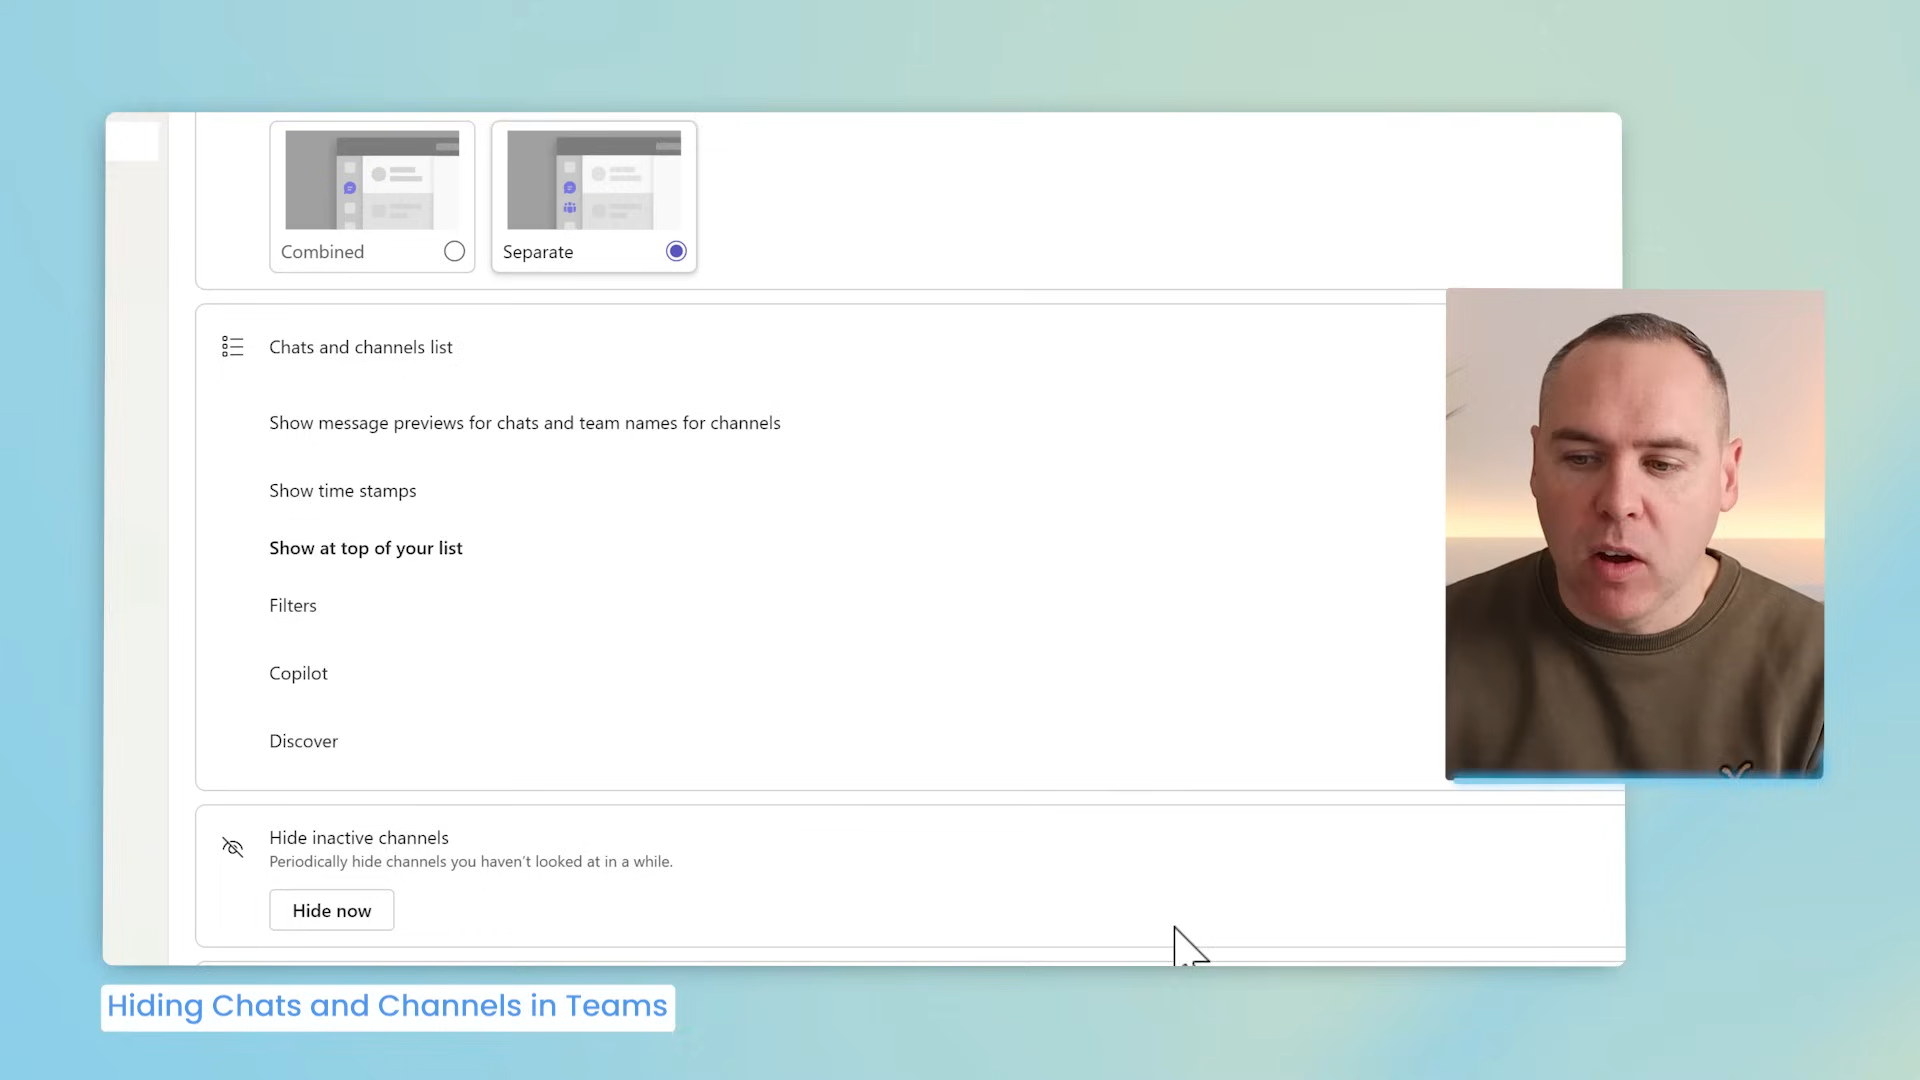 Combined
Separate
Chats and channels list
Show message previews for chats and team names for channels
Show time stamps
Show at top of your list
Filters
Copilot
Discover
Hide inactive channels
Periodically hide channels you haven’t looked at in a while.
Hide now
Hiding Chats and Channels in Teams